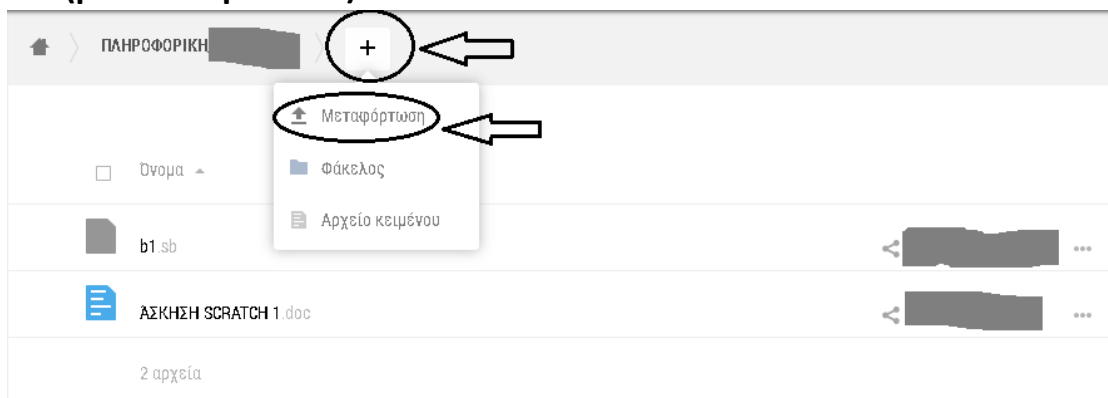 ΠΛΗΡΟΦΟΡΙΚΗ
+
Μεταφόρτωση
Φάκελος
Αρχείο κειμένου
Όνομα
b1.sb
ΆΣΚΗΣΗ SCRATCH 1.doc
2 αρχεία